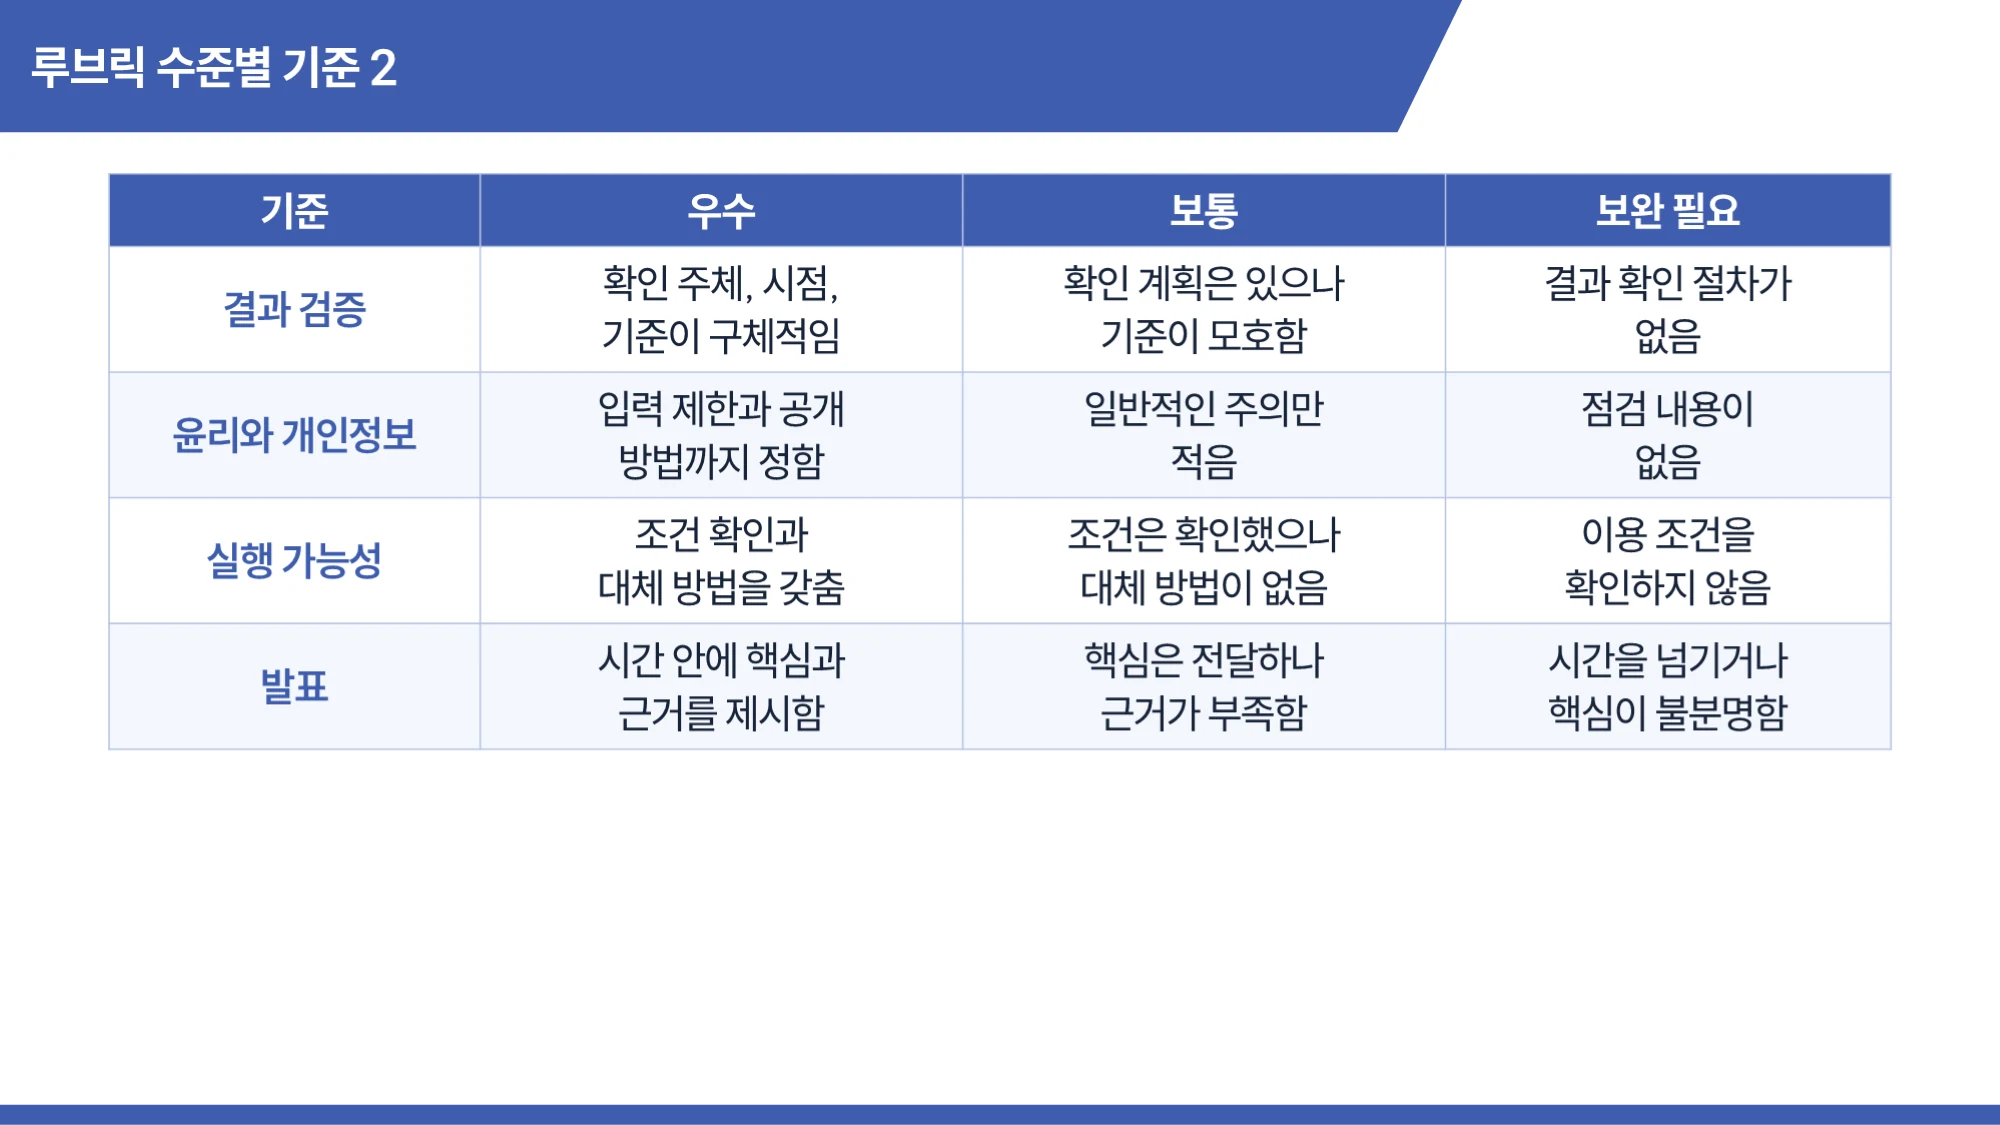 루브릭 수준별 기준 2
기준 우수 보통 보완 필요
결과 검증
확인 주체, 시점,
기준이 구체적임
확인 계획은 있으나
기준이 모호함
결과 확인 절차가
없음
윤리와 개인정보
입력 제한과 공개
방법까지 정함
일반적인 주의만
적음
점검 내용이
없음
실행 가능성
조건 확인과
대체 방법을 갖춤
조건은 확인했으나
대체 방법이 없음
이용 조건을
확인하지 않음
발표
시간 안에 핵심과
근거를 제시함
핵심은 전달하나
근거가 부족함
시간을 넘기거나
핵심이 불분명함